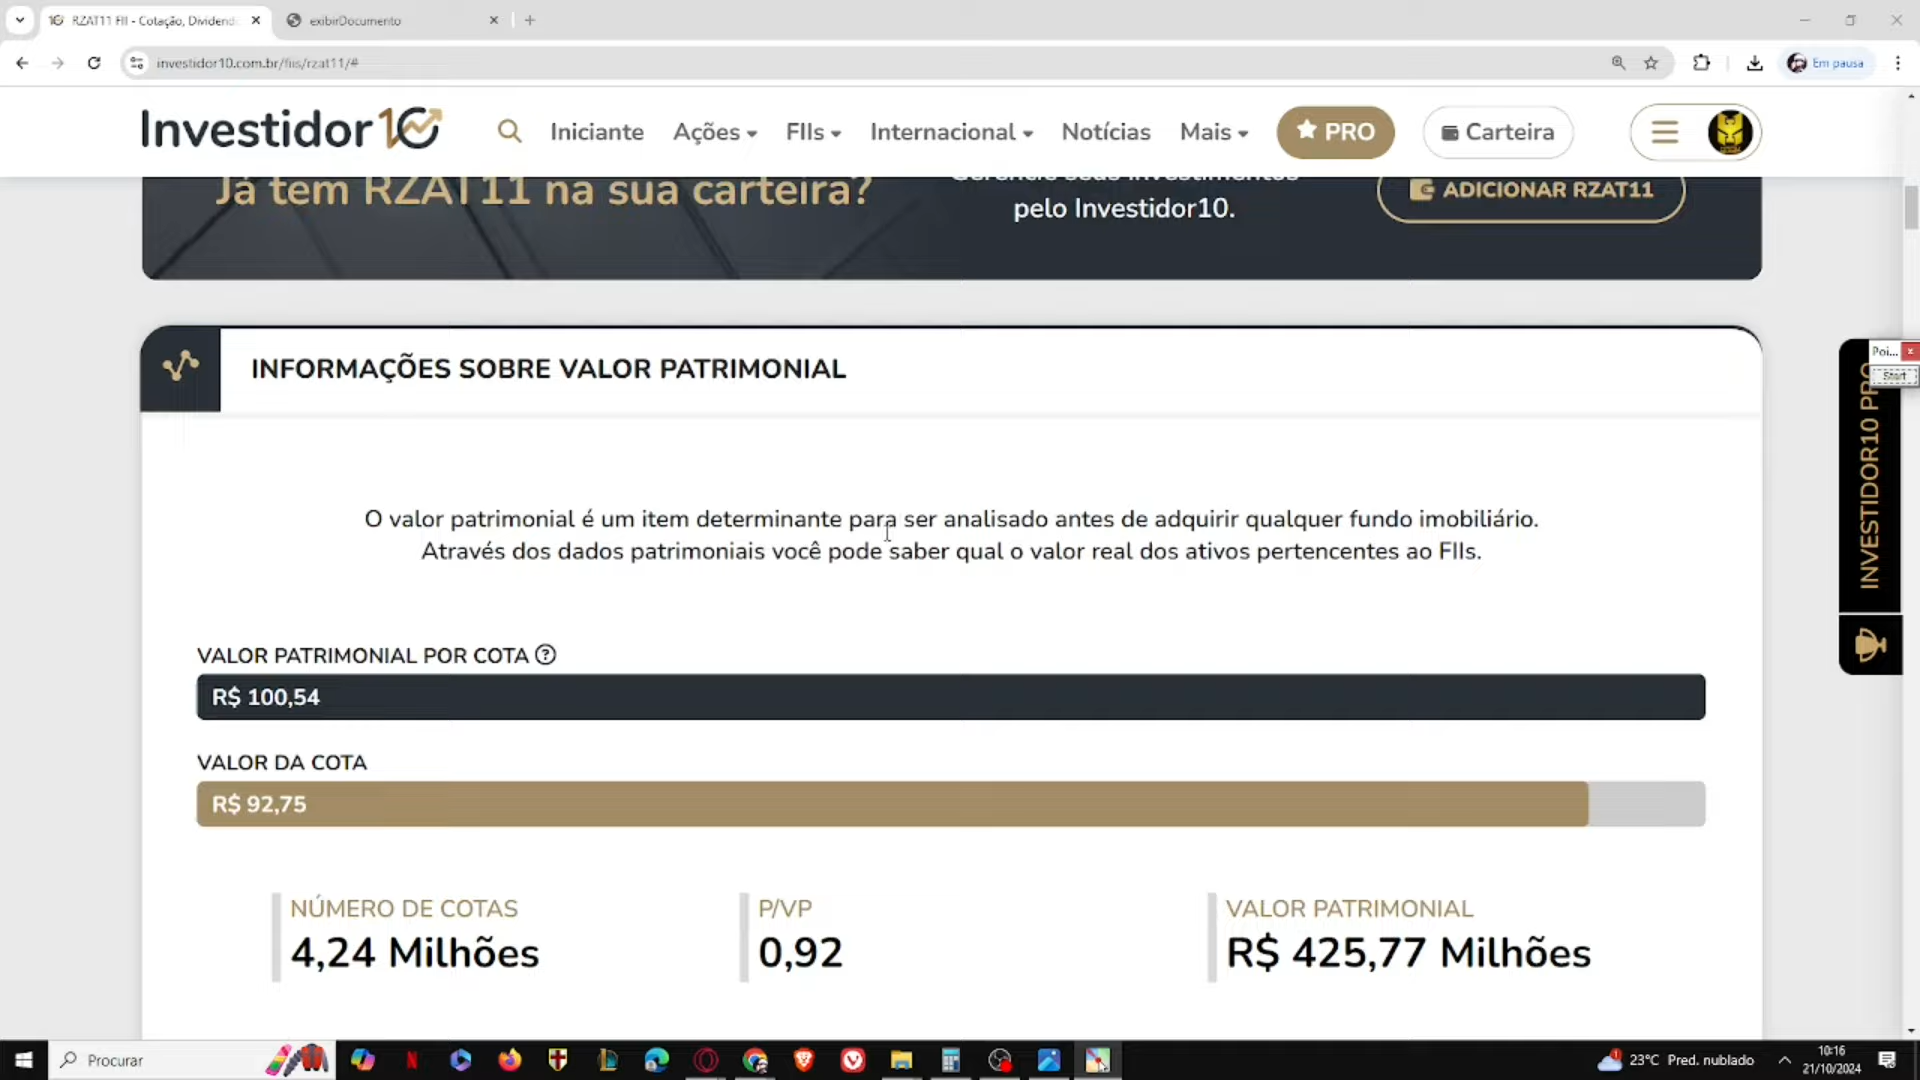 RZAT11 FII - Cotação, Dividend
exibirDocumento
investidor10.com.br/fiis/rzat11/#
Em pausa
Investidor10
Iniciante
Ações
FIIs
Internacional
Notícias
Mais
PRO
Carteira
Já tem RZAT11 na sua carteira?
Gerencie seus investimentos
pelo Investidor10.
ADICIONAR RZAT11
INFORMAÇÕES SOBRE VALOR PATRIMONIAL
Poi...
Start
INVESTIDOR10 PRO
O valor patrimonial é um item determinante para ser analisado antes de adquirir qualquer fundo imobiliário.
Através dos dados patrimoniais você pode saber qual o valor real dos ativos pertencentes ao FIIs.
VALOR PATRIMONIAL POR COTA
R$ 100,54
VALOR DA COTA
R$ 92,75
NÚMERO DE COTAS
4,24 Milhões
P/VP
0,92
VALOR PATRIMONIAL
R$ 425,77 Milhões
Procurar
23°C Pred. nublado
10:16
21/10/2024